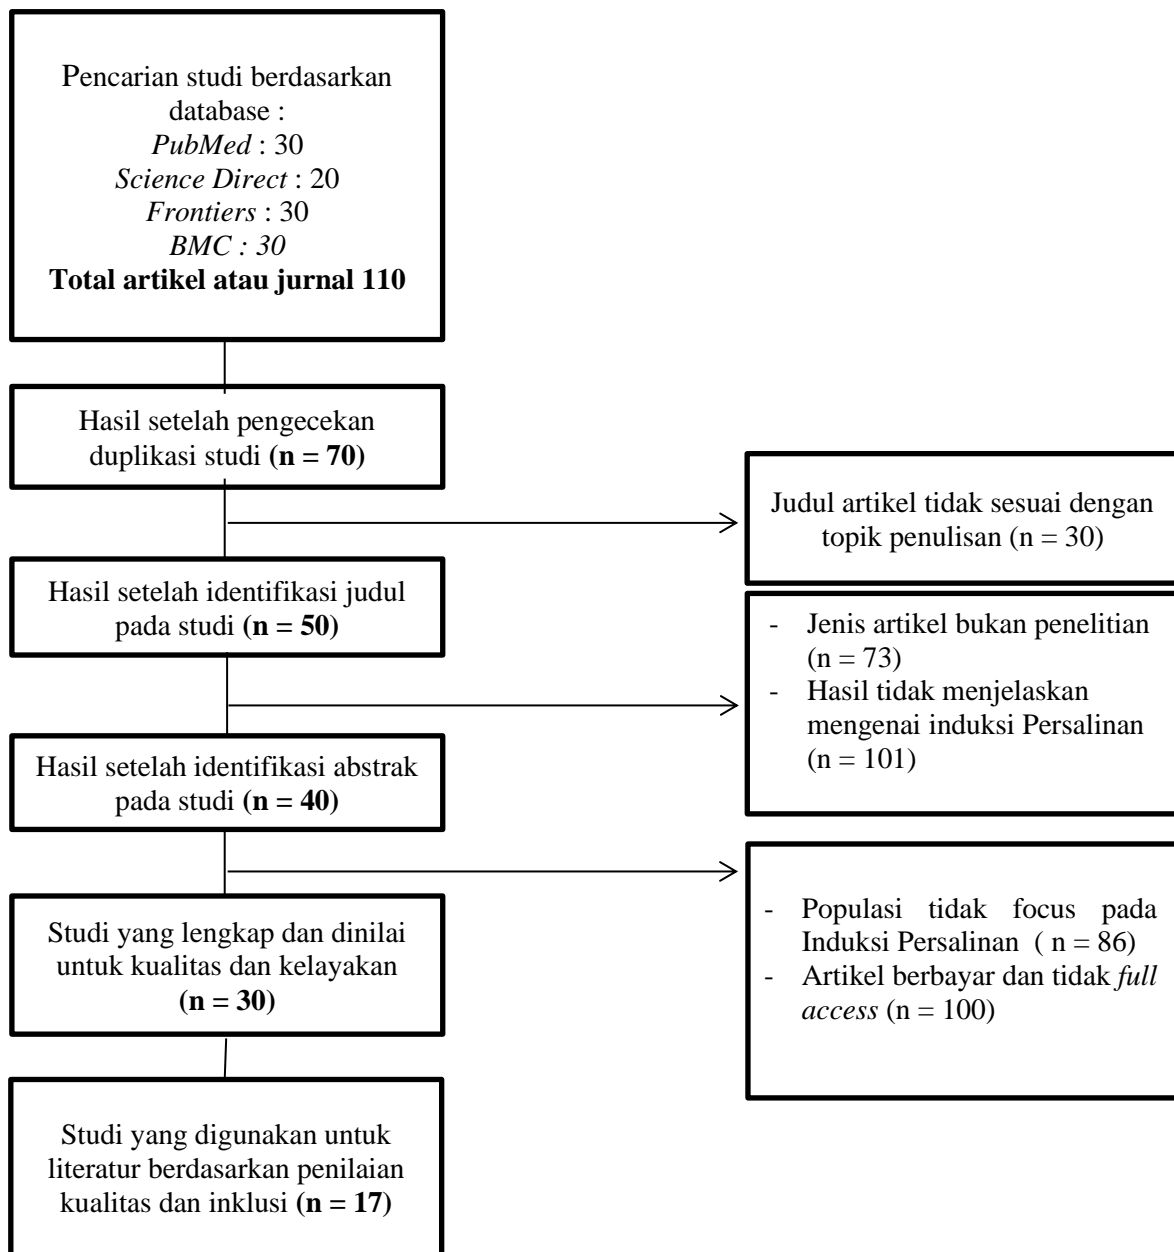 Pencarian studi berdasarkan
database :
PubMed : 30
Science Direct : 20
Frontiers : 30
BMC : 30
Total artikel atau jurnal 110
Hasil setelah pengecekan
duplikasi studi (n = 70)
Judul artikel tidak sesuai dengan
topik penulisan (n = 30)
Hasil setelah identifikasi judul
pada studi (n = 50)
- Jenis artikel bukan penelitian
(n = 73)
- Hasil tidak menjelaskan
mengenai induksi Persalinan
(n = 101)
Hasil setelah identifikasi abstrak
pada studi (n = 40)
- Populasi tidak focus pada
Induksi Persalinan ( n = 86)
- Artikel berbayar dan tidak full
access (n = 100)
Studi yang lengkap dan dinilai
untuk kualitas dan kelayakan
(n = 30)
Studi yang digunakan untuk
literatur berdasarkan penilaian
kualitas dan inklusi (n = 17)